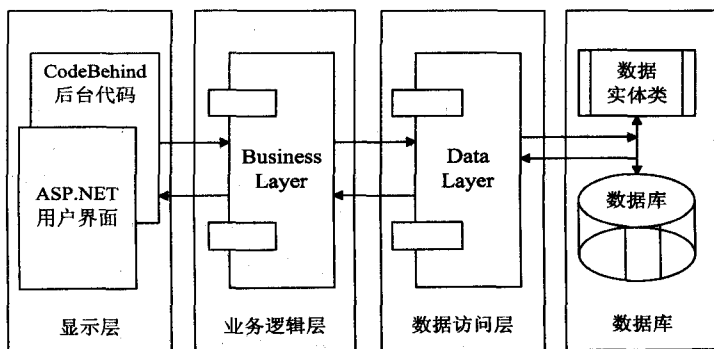 CodeBehind
后台代码
ASP.NET
用户界面
显示层
Business
Layer
业务逻辑层
Data
Layer
数据访问层
数据
实体类
数据库
数据库